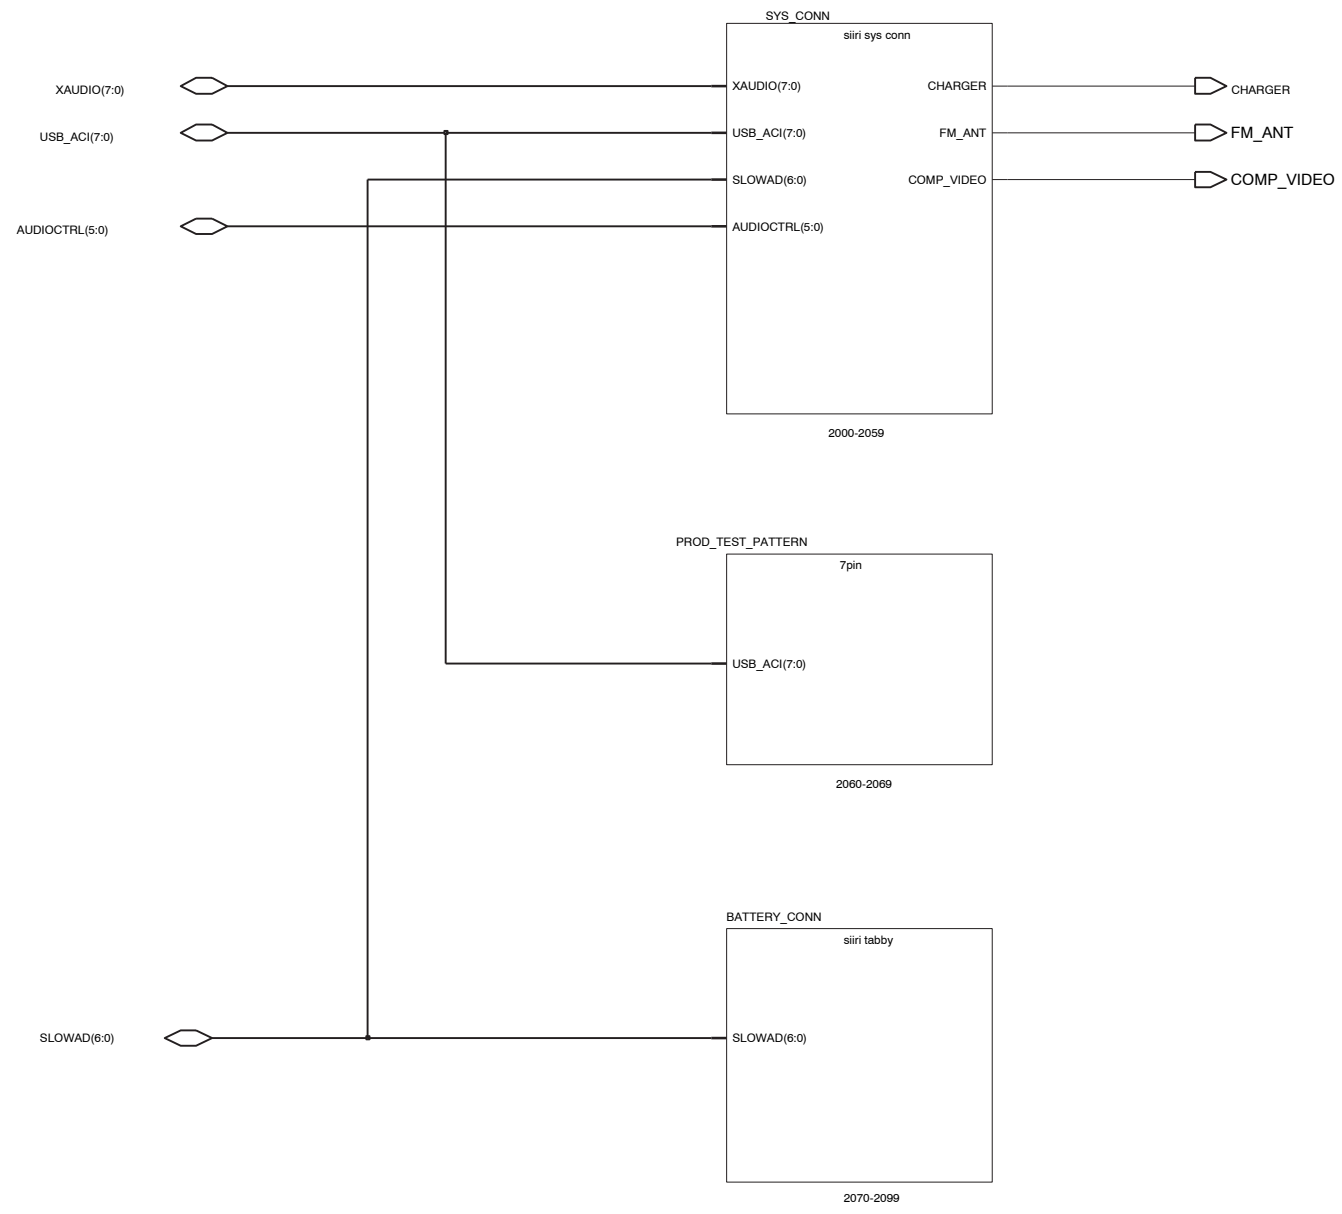 SYS_CONN
siiri sys conn
XAUDIO(7:0)
XAUDIO(7:0)
CHARGER
CHARGER
USB_ACI(7:0)
USB_ACI(7:0)
FM_ANT
FM_ANT
SLOWAD(6:0)
COMP_VIDEO
COMP_VIDEO
AUDIOCTRL(5:0)
AUDIOCTRL(5:0)
2000-2059
PROD_TEST_PATTERN
7pin
USB_ACI(7:0)
2060-2069
BATTERY_CONN
siiri tabby
SLOWAD(6:0)
SLOWAD(6:0)
2070-2099